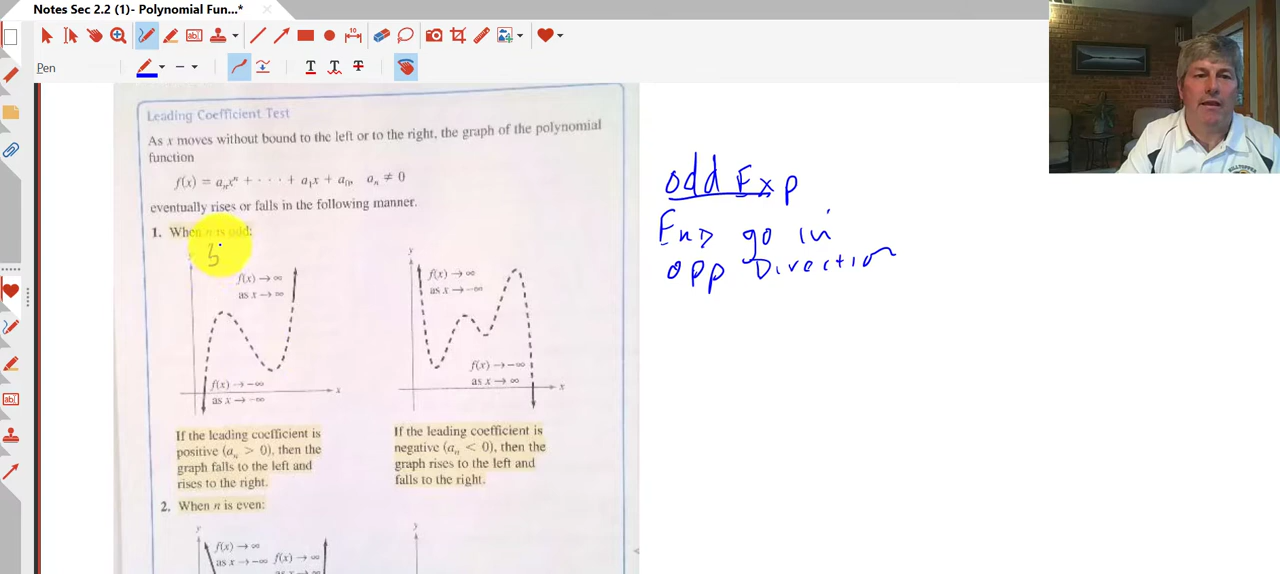 Notes Sec 2.2 (1)- Polynomial Fun...*
Pen
Leading Coefficient Test
As x moves without bound to the left or to the right, the graph of the polynomial
function
f(x) = aₙxⁿ + · · · + a₁x + a₀, aₙ ≠ 0
eventually rises or falls in the following manner.
1. When n is odd:
y
f(x) → ∞
as x → ∞
f(x) → −∞
as x → −∞
x
If the leading coefficient is
positive (aₙ > 0), then the
graph falls to the left and
rises to the right.
y
f(x) → ∞
as x → −∞
f(x) → −∞
as x → ∞
x
If the leading coefficient is
negative (aₙ < 0), then the
graph rises to the left and
falls to the right.
2. When n is even:
y
f(x) → ∞
as x → −∞
f(x) → ∞
as x → ∞
y
odd Exp
End go in
opp Direction